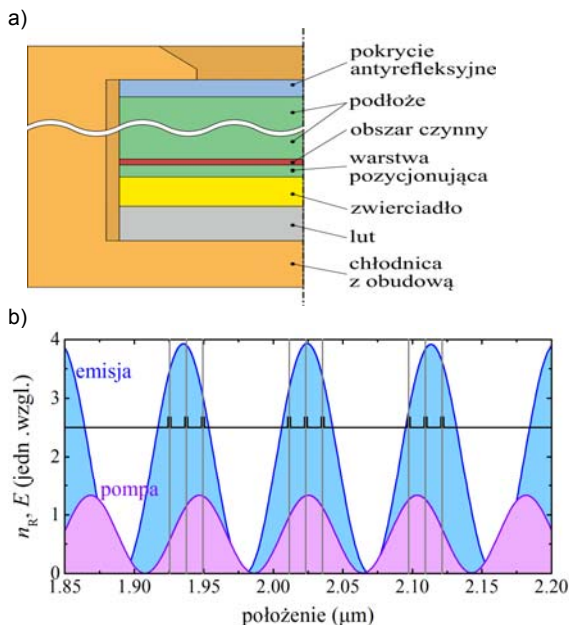 a)
pokrycie
antyrefleksyjne
podłoże
obszar czynny
warstwa
pozycjonująca
zwierciadło
lut
chłodnica
z obudową
b)
4
3
2
1
0
n_R, E (jedn .wzgl.)
emisja
pompa
1.85 1.90 1.95 2.00 2.05 2.10 2.15 2.20
położenie (μm)